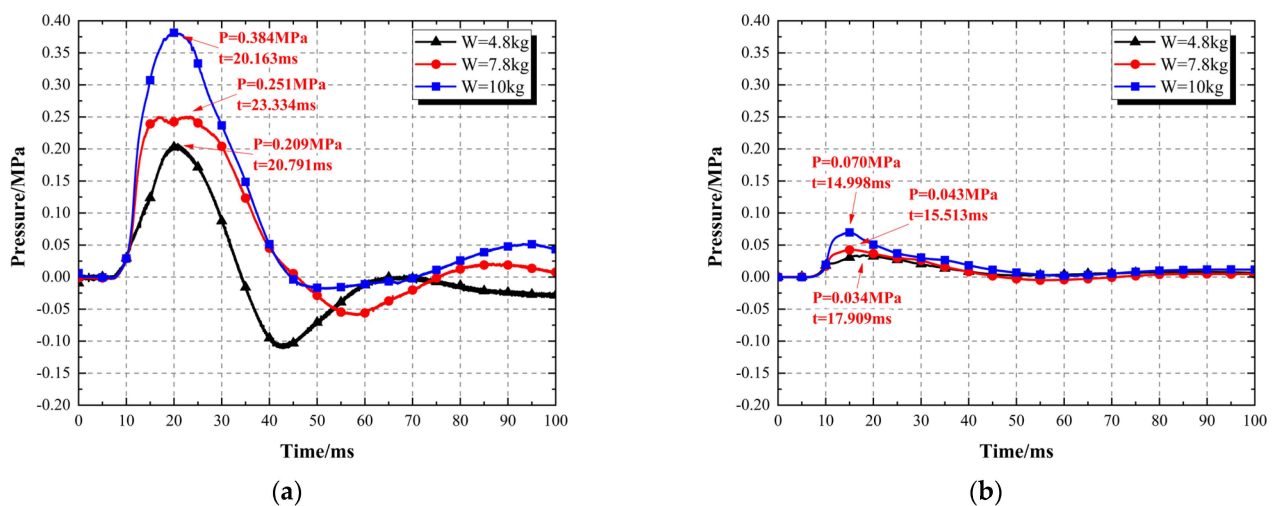 (a)
Pressure/MPa
0.40
0.35
0.30
0.25
0.20
0.15
0.10
0.05
0.00
-0.05
-0.10
-0.15
-0.20
0 10 20 30 40 50 60 70 80 90 100
Time/ms
P=0.384MPa
t=20.163ms
P=0.251MPa
t=23.334ms
P=0.209MPa
t=20.791ms
W=4.8kg
W=7.8kg
W=10kg
(b)
Pressure/MPa
0.40
0.35
0.30
0.25
0.20
0.15
0.10
0.05
0.00
-0.05
-0.10
-0.15
-0.20
0 10 20 30 40 50 60 70 80 90 100
Time/ms
P=0.070MPa
t=14.998ms
P=0.043MPa
t=15.513ms
P=0.034MPa
t=17.909ms
W=4.8kg
W=7.8kg
W=10kg